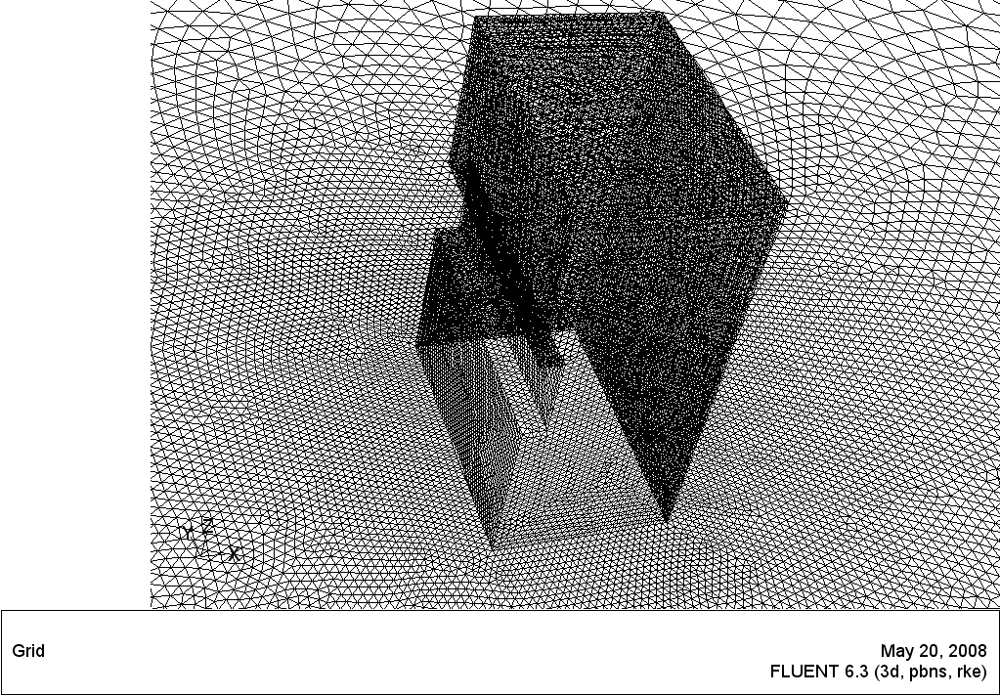 Y Z
X
Grid
May 20, 2008
FLUENT 6.3 (3d, pbns, rke)